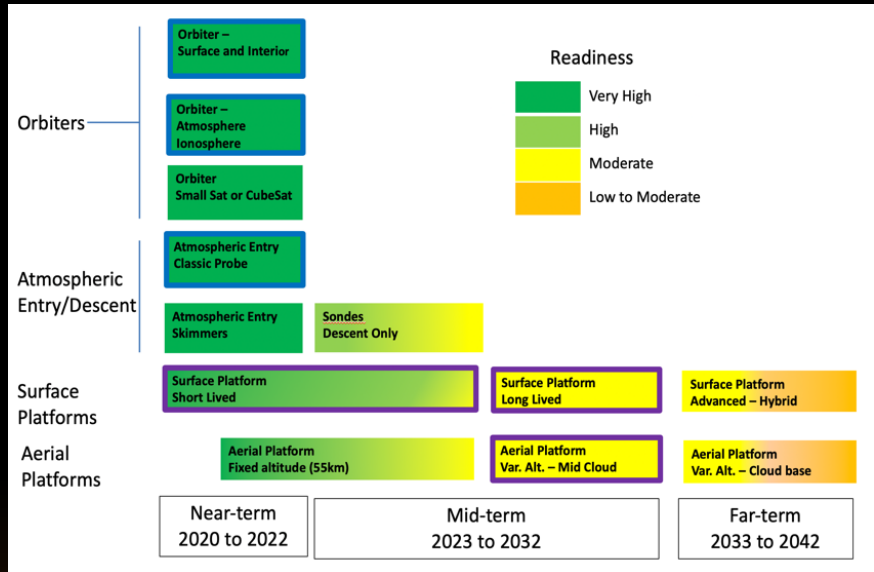 Orbiter –
Surface and Interior
Readiness
Very High
Orbiters
Orbiter –
Atmosphere
Ionosphere
High
Moderate
Orbiter
Small Sat or CubeSat
Low to Moderate
Atmospheric
Entry/Descent
Atmospheric Entry
Classic Probe
Atmospheric Entry
Skimmers
Sondes
Descent Only
Surface
Platforms
Surface Platform
Short Lived
Surface Platform
Long Lived
Surface Platform
Advanced – Hybrid
Aerial
Platforms
Aerial Platform
Fixed altitude (55km)
Aerial Platform
Var. Alt. – Mid Cloud
Aerial Platform
Var. Alt. – Cloud base
Near-term
2020 to 2022
Mid-term
2023 to 2032
Far-term
2033 to 2042